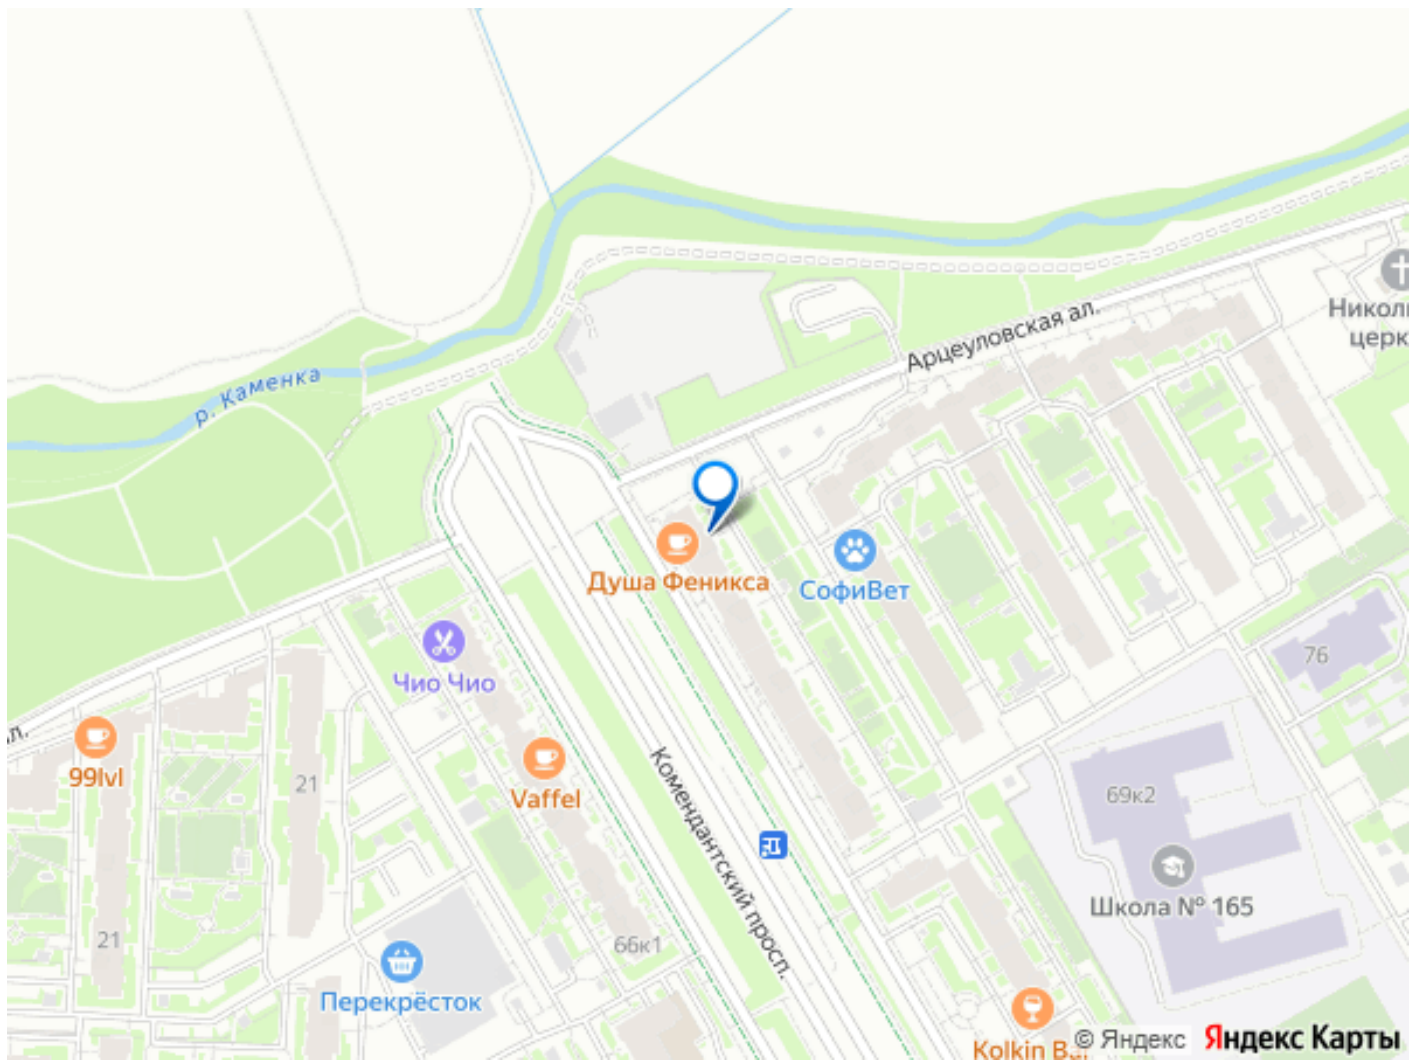 Арцеуловская ал.
Никол
церк
р. Каменка
Душа Феникса
СофиВет
Чио Чио
76
л.
99lvl
21
Vaffel
69к2
Комендантский просп.
Школа № 165
21
66к1
Перекрёсток
Kolkin Bar
© Яндекс
Яндекс Карты